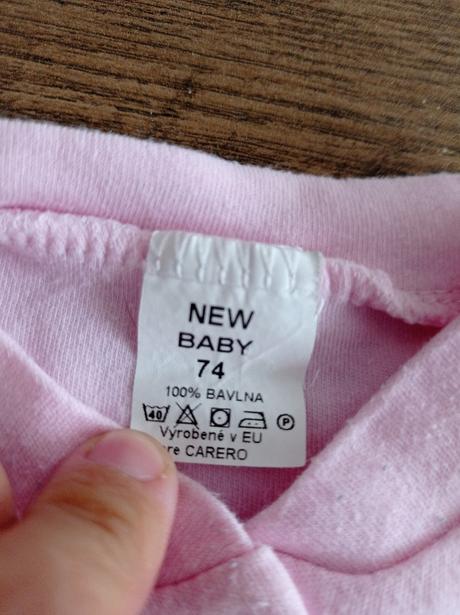 NEW
BABY
74
100% BAVLNA
40 P
Vyrobené v EU
CARERO